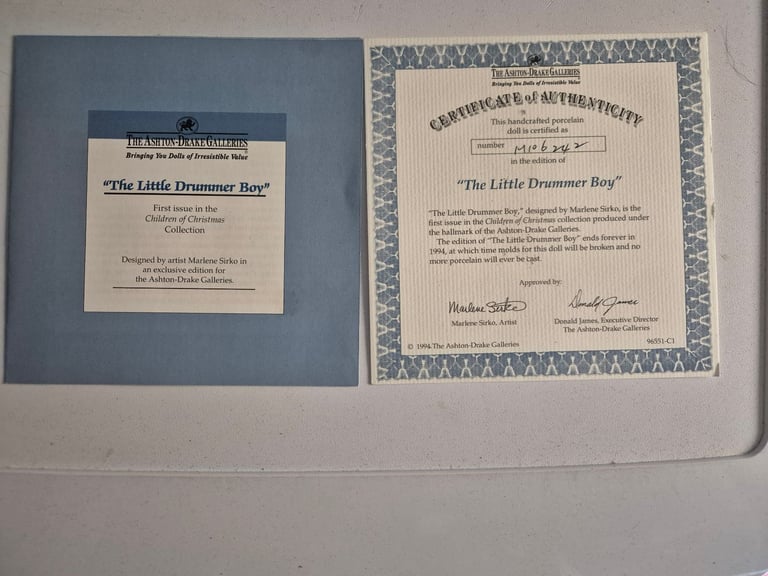 THE ASHTON-DRAKE GALLERIES
Bringing You Dolls of Irresistible Value
"The Little Drummer Boy"
First issue in the
Children of Christmas
Collection
Designed by artist Marlene Sirko in
an exclusive edition for
the Ashton-Drake Galleries.
THE ASHTON-DRAKE GALLERIES
Bringing You Dolls of Irresistible Value
CERTIFICATE of AUTHENTICITY
This handcrafted porcelain
doll is certified as
number M106242
in the edition of
"The Little Drummer Boy"
"The Little Drummer Boy," designed by Marlene Sirko, is the
first issue in the Children of Christmas collection produced under
the hallmark of the Ashton-Drake Galleries.
The edition of "The Little Drummer Boy" ends forever in
1994, at which time molds for this doll will be broken and no
more porcelain will ever be cast.
Approved by:
Marlene Sirko
Donald James
Marlene Sirko, Artist
Donald James, Executive Director
The Ashton-Drake Galleries
© 1994 The Ashton-Drake Galleries
96551-C1